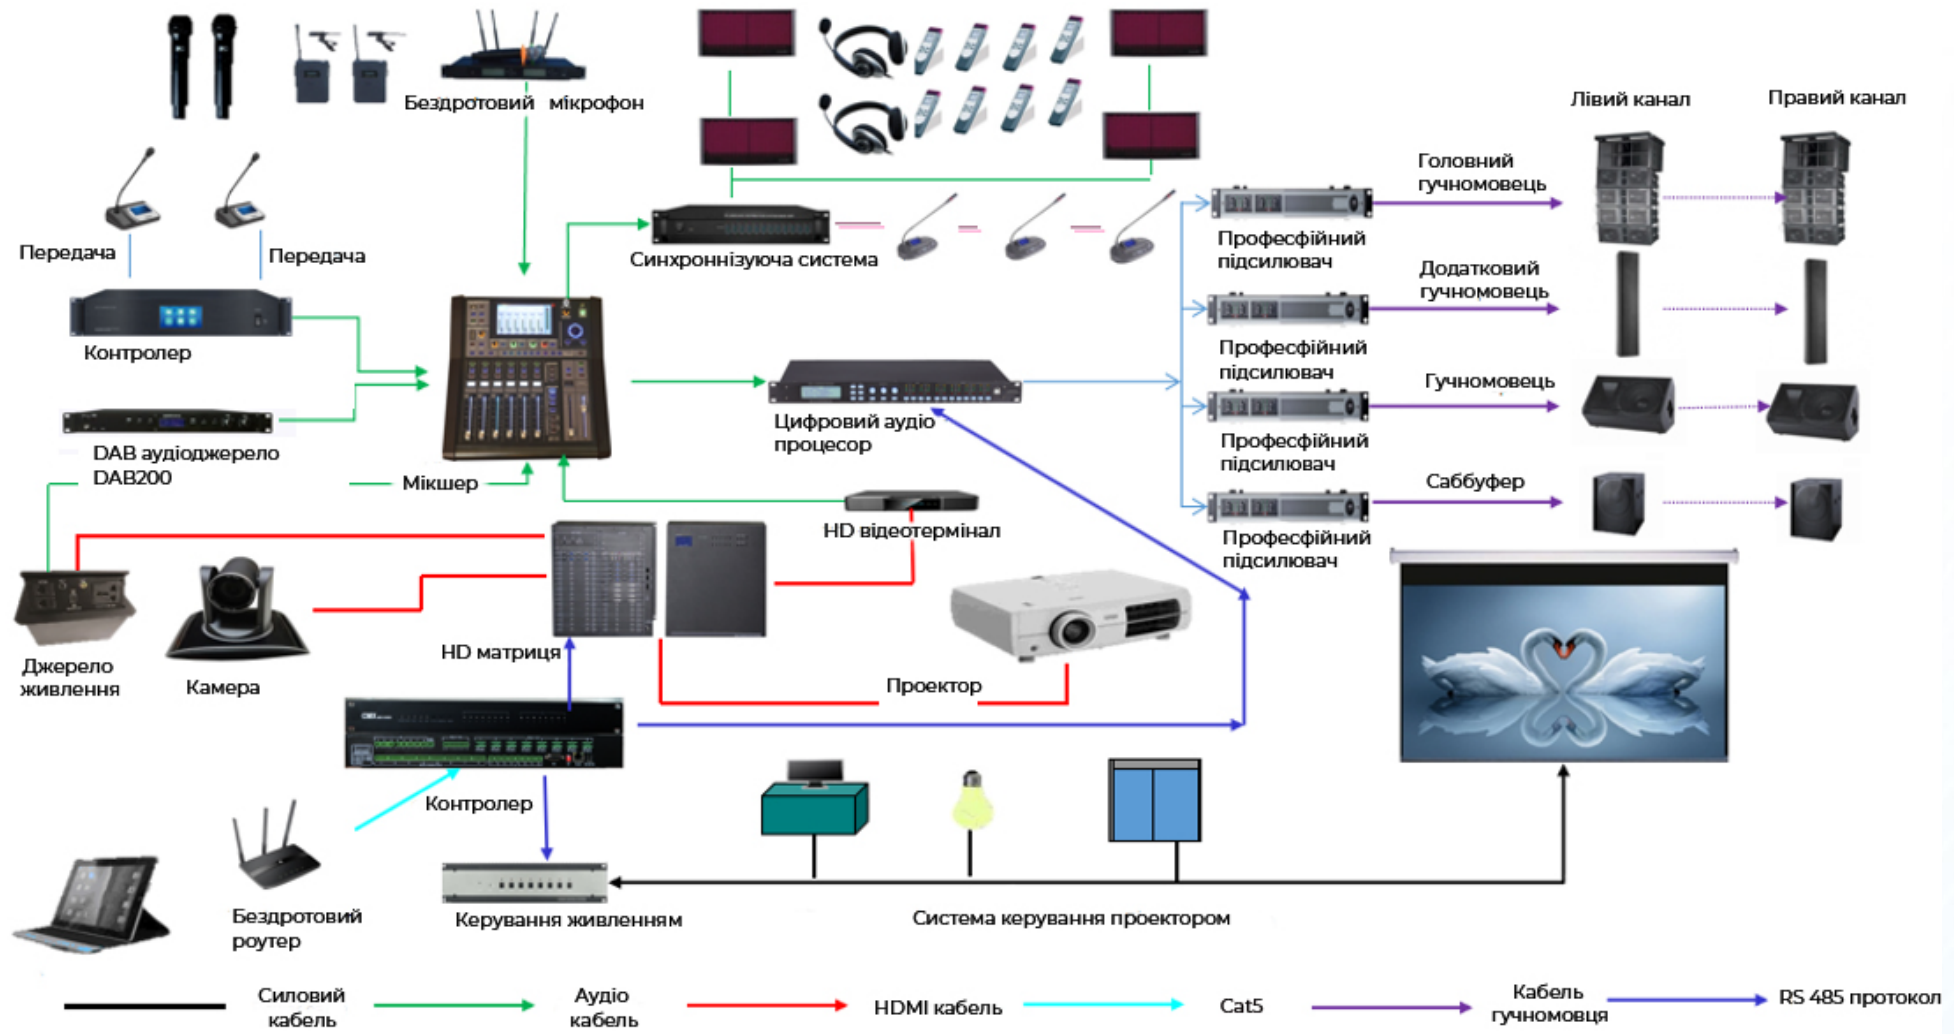 Бездротовий мікрофон
Лівий канал
Правий канал
Головний
гучномовець
Передача
Передача
Синхроннізуюча система
Професфійний
підсилювач
Додатковий
гучномовець
Контролер
Професфійний
підсилювач
Гучномовець
Цифровий аудіо
процесор
DAB аудіоджерело
DAB200
Мікшер
Професфійний
підсилювач
Саббуфер
HD відеотермінал
Професфійний
підсилювач
HD матриця
Джерело
живлення
Камера
Проектор
Контролер
Бездротовий
роутер
Керування живленням
Система керування проектором
Силовий
кабель
Аудіо
кабель
HDMI кабель
Cat5
Кабель
гучномовця
RS 485 протокол